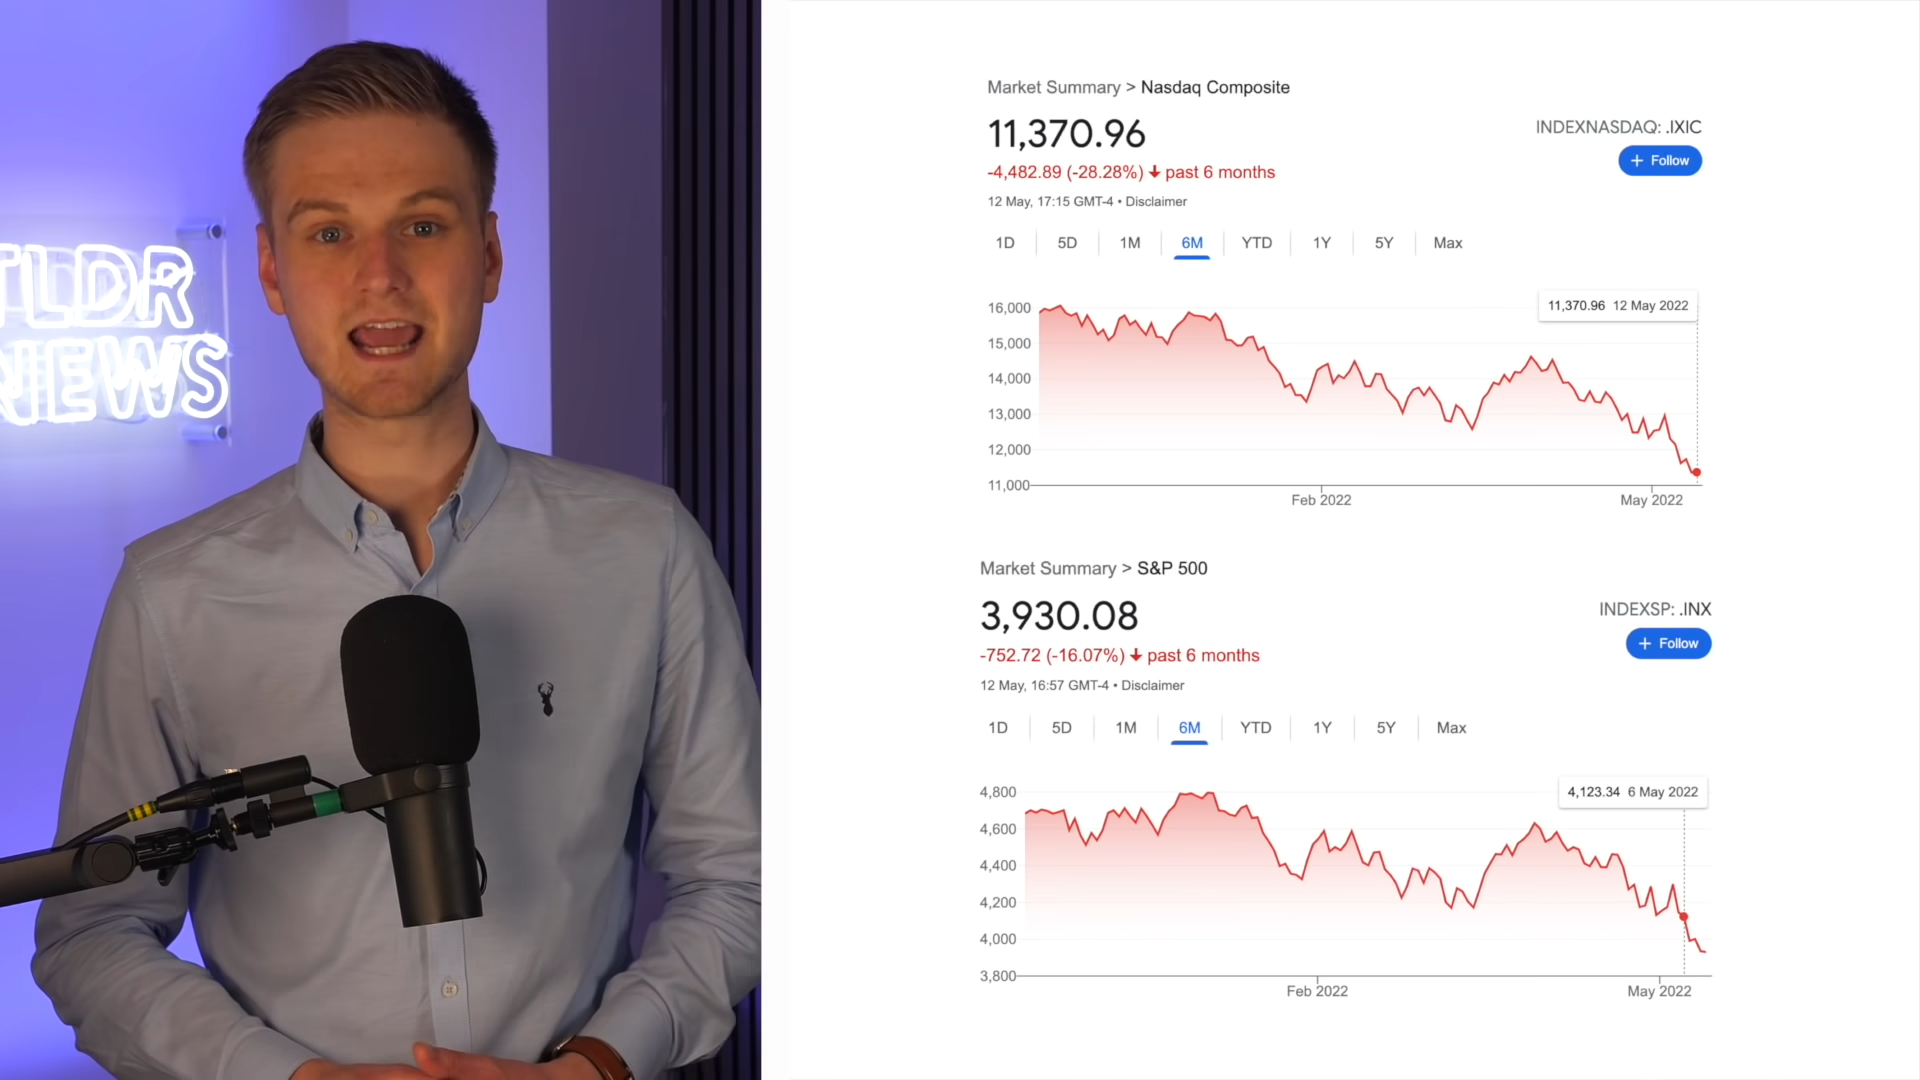 TLDR
NEWS
Market Summary > Nasdaq Composite
11,370.96
INDEXNASDAQ: .IXIC
+ Follow
-4,482.89 (-28.28%) ↓ past 6 months
12 May, 17:15 GMT-4 • Disclaimer
1D 5D 1M 6M YTD 1Y 5Y Max
11,370.96 12 May 2022
16,000
15,000
14,000
13,000
12,000
11,000
Feb 2022 May 2022
Market Summary > S&P 500
3,930.08
INDEXSP: .INX
+ Follow
-752.72 (-16.07%) ↓ past 6 months
12 May, 16:57 GMT-4 • Disclaimer
1D 5D 1M 6M YTD 1Y 5Y Max
4,123.34 6 May 2022
4,800
4,600
4,400
4,200
4,000
3,800
Feb 2022 May 2022